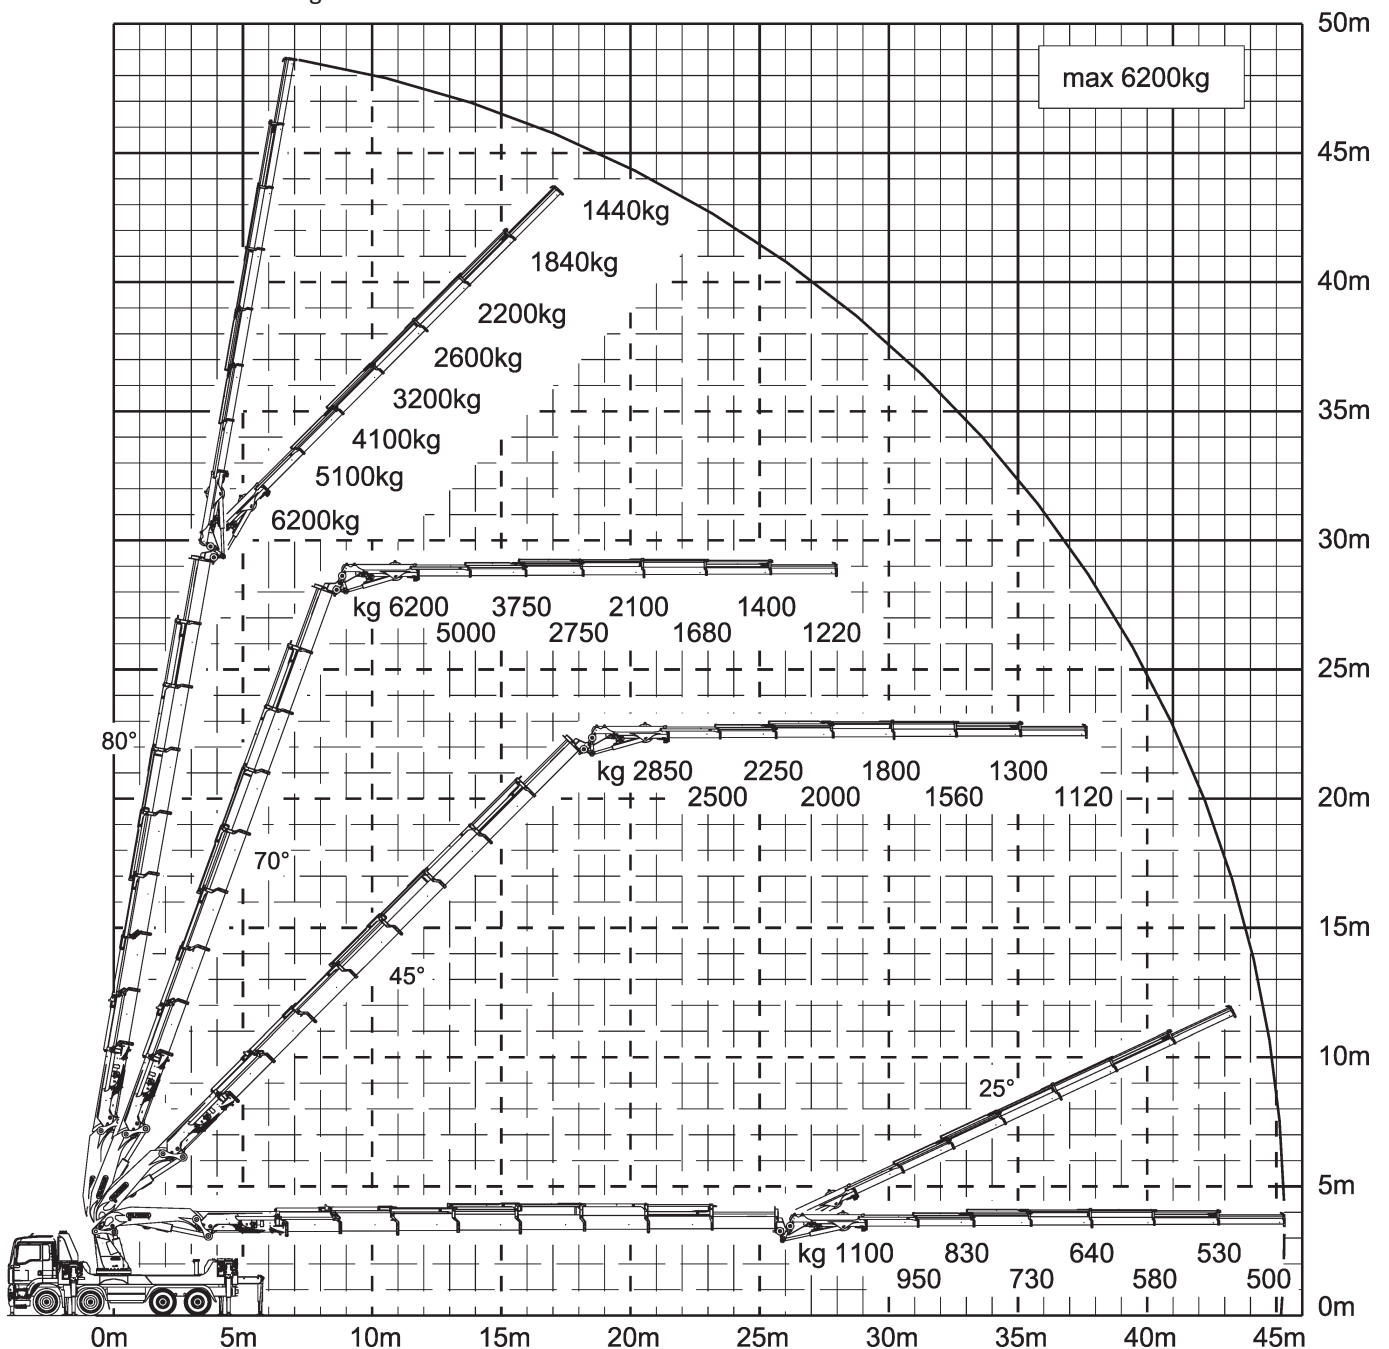 50m
max 6200kg
45m
1440kg
1840kg
40m
2200kg
2600kg
3200kg
35m
4100kg
5100kg
6200kg
30m
kg 6200 3750 2100 1400
5000 2750 1680 1220
25m
80°
kg 2850 2250 1800 1300
2500 2000 1560 1120
20m
70°
15m
45°
10m
25°
5m
kg 1100 830 640 530
950 730 580 500
0m
0m 5m 10m 15m 20m 25m 30m 35m 40m 45m